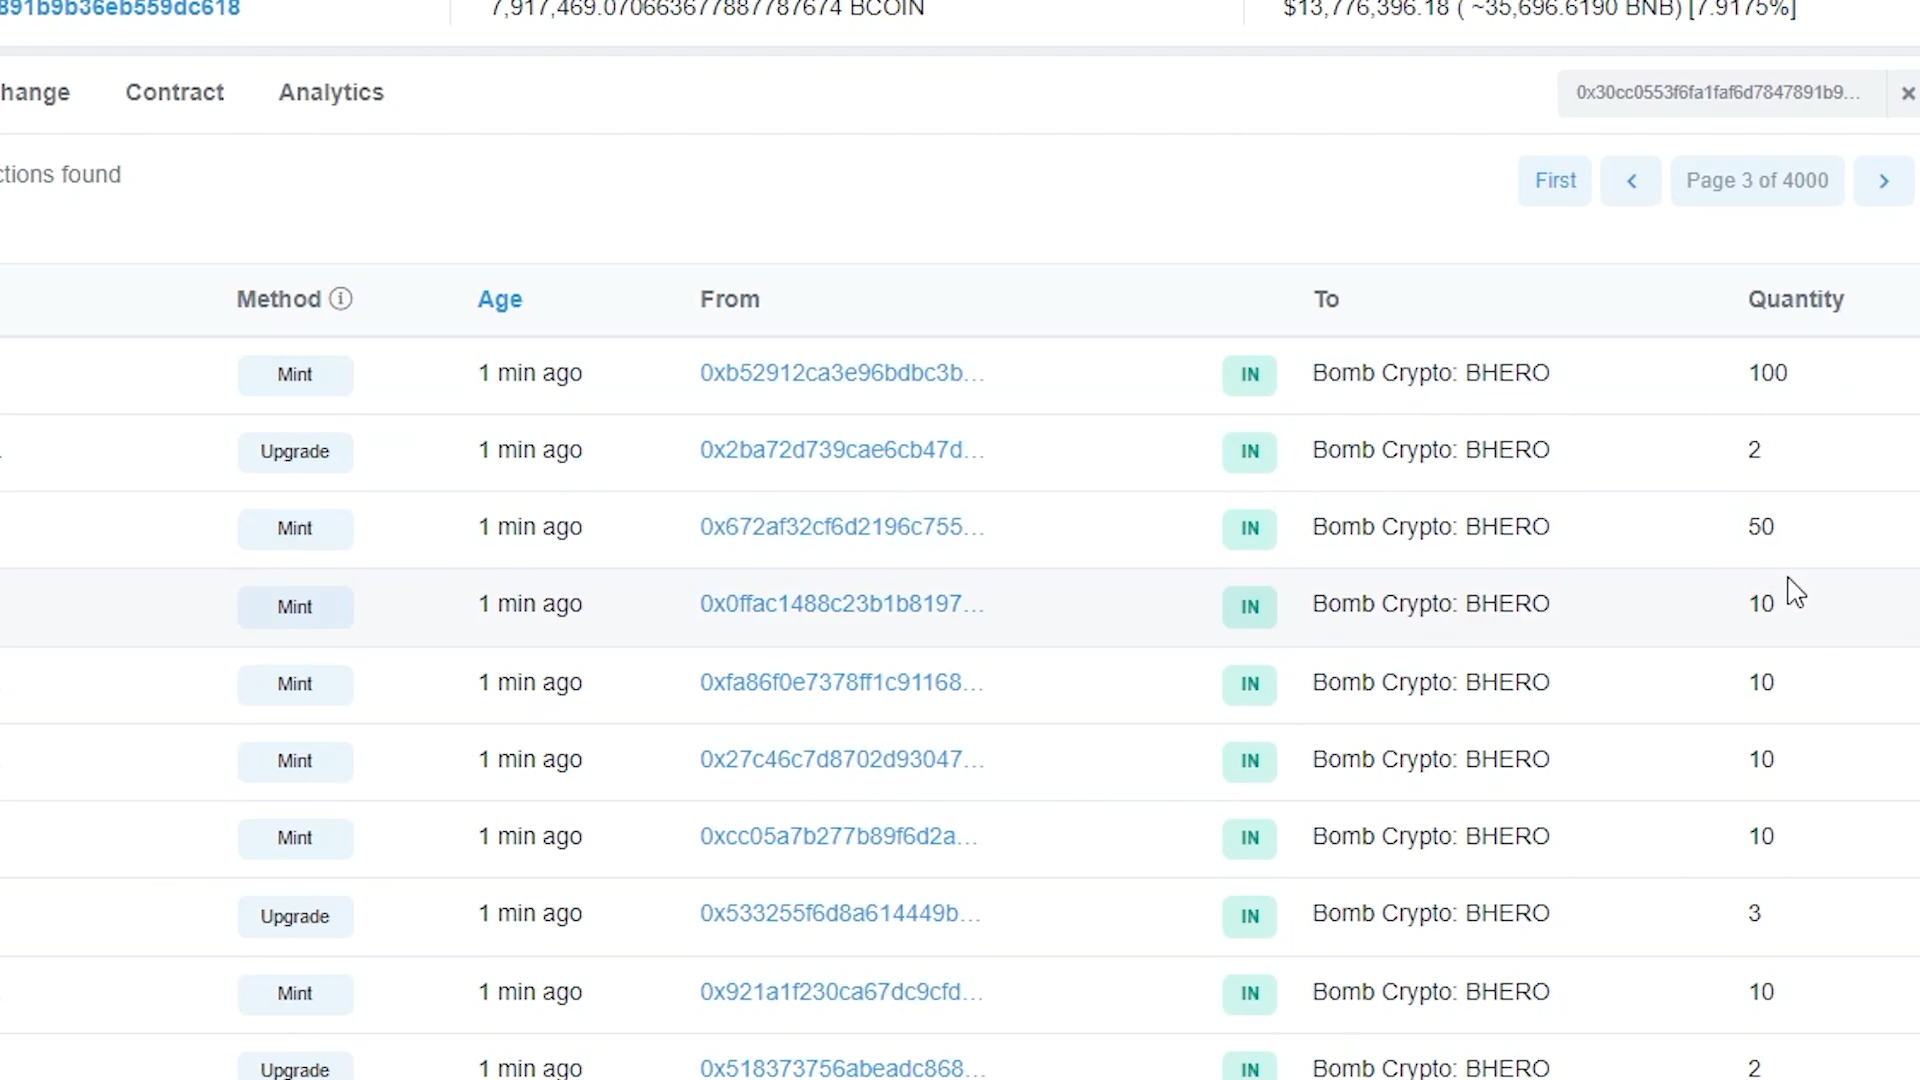 891b9b36eb559dc618 7,917,469.070663677887787674 BCOIN $13,776,396.18 ( ~35,696.6190 BNB) [7.9175%]
hange Contract Analytics 0x30cc0553f6fa1faf6d7847891b9... ×
ctions found First < Page 3 of 4000 >
Method Age From To Quantity
Mint 1 min ago 0xb52912ca3e96bdbc3b... IN Bomb Crypto: BHERO 100
Upgrade 1 min ago 0x2ba72d739cae6cb47d... IN Bomb Crypto: BHERO 2
Mint 1 min ago 0x672af32cf6d2196c755... IN Bomb Crypto: BHERO 50
Mint 1 min ago 0x0ffac1488c23b1b8197... IN Bomb Crypto: BHERO 10
Mint 1 min ago 0xfa86f0e7378ff1c91168... IN Bomb Crypto: BHERO 10
Mint 1 min ago 0x27c46c7d8702d93047... IN Bomb Crypto: BHERO 10
Mint 1 min ago 0xcc05a7b277b89f6d2a... IN Bomb Crypto: BHERO 10
Upgrade 1 min ago 0x533255f6d8a614449b... IN Bomb Crypto: BHERO 3
Mint 1 min ago 0x921a1f230ca67dc9cfd... IN Bomb Crypto: BHERO 10
Upgrade 1 min ago 0x518373756abeadc868... IN Bomb Crypto: BHERO 2